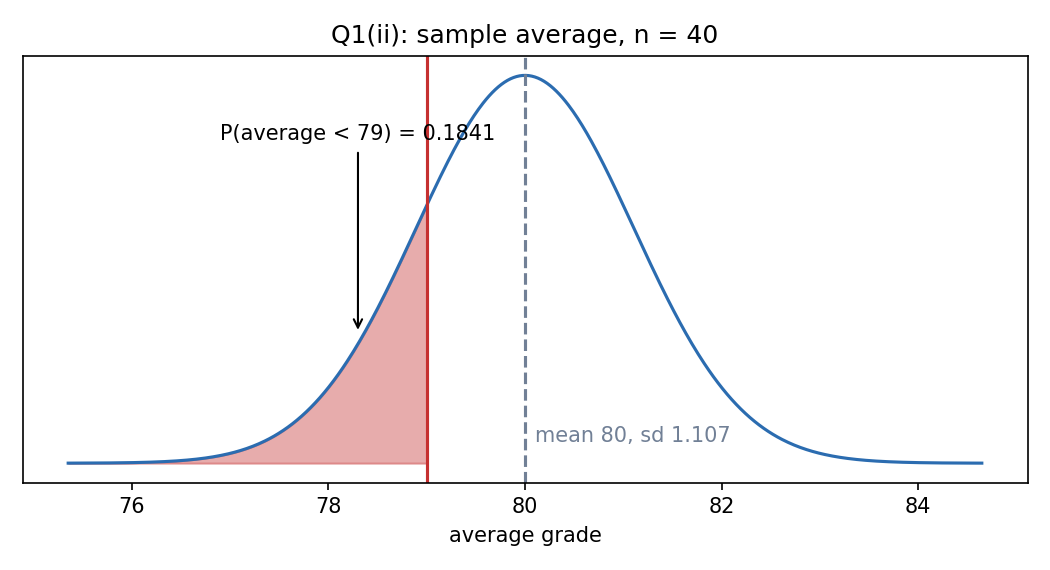 Q1(ii): sample average, n = 40
P(average < 79) = 0.1841
mean 80, sd 1.107
76 78 80 82 84
average grade